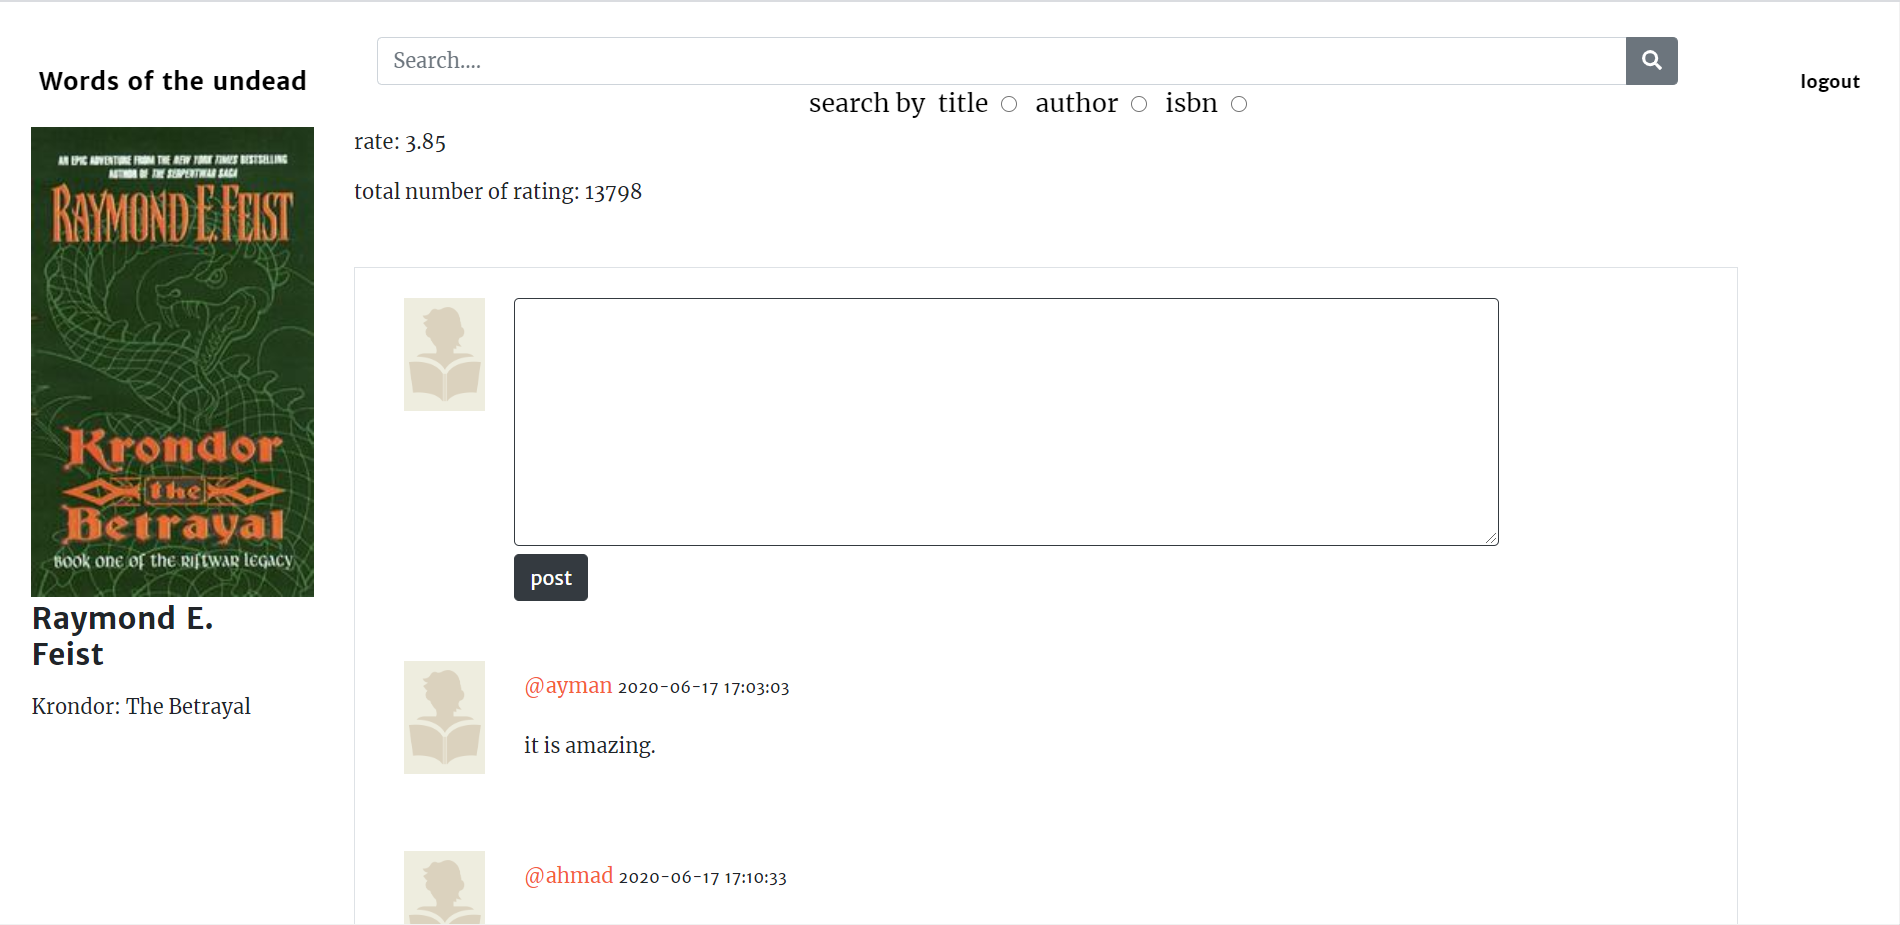 Search....
Words of the undead
logout
search by title author isbn
AN EPIC ADVENTURE FROM THE NEW YORK TIMES BESTSELLING
AUTHOR OF THE SERPENTWAR SAGA
RAYMOND E. FEIST
Krondor
the
Betrayal
Book one of the Riftwar Legacy
Raymond E.
Feist
Krondor: The Betrayal
rate: 3.85
total number of rating: 13798
post
@ayman 2020-06-17 17:03:03
it is amazing.
@ahmad 2020-06-17 17:10:33